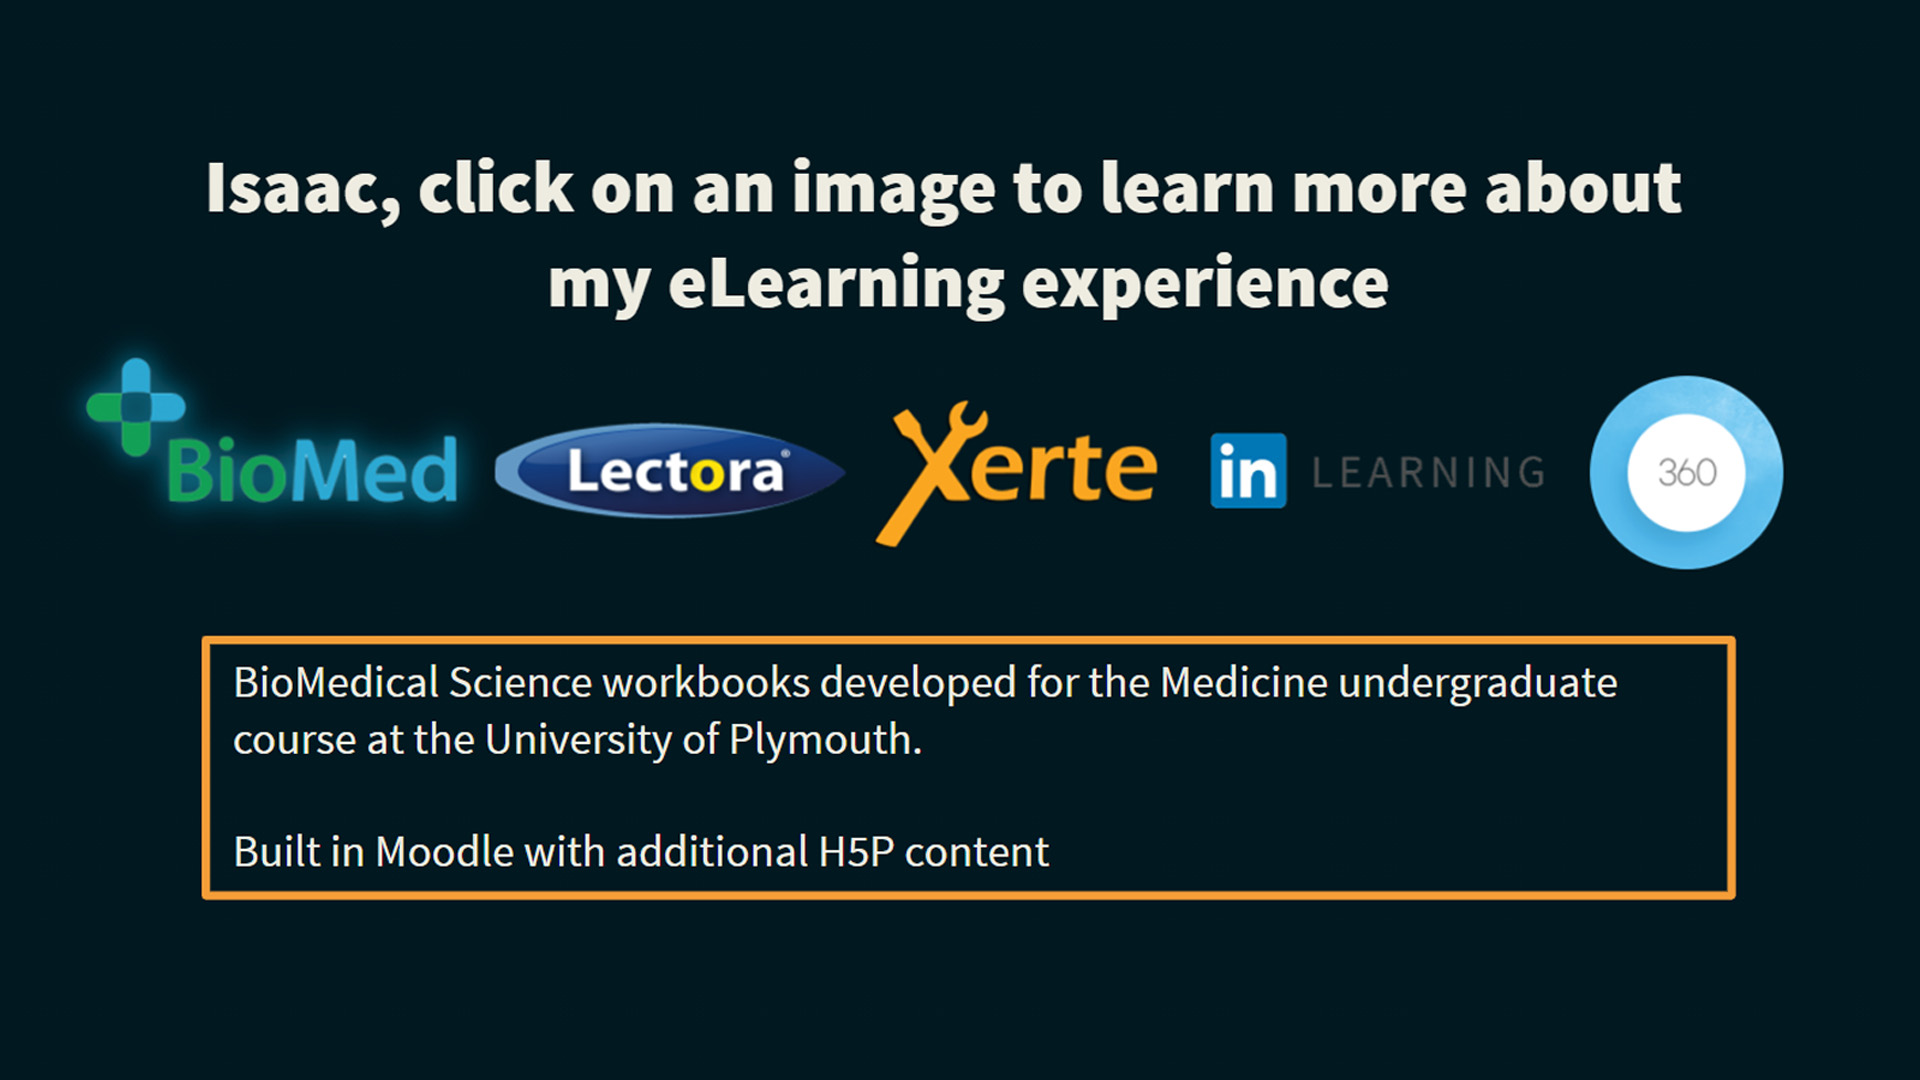 Isaac, click on an image to learn more about
my eLearning experience
BioMed
Lectora®
Xerte
in LEARNING
360
BioMedical Science workbooks developed for the Medicine undergraduate
course at the University of Plymouth.
Built in Moodle with additional H5P content